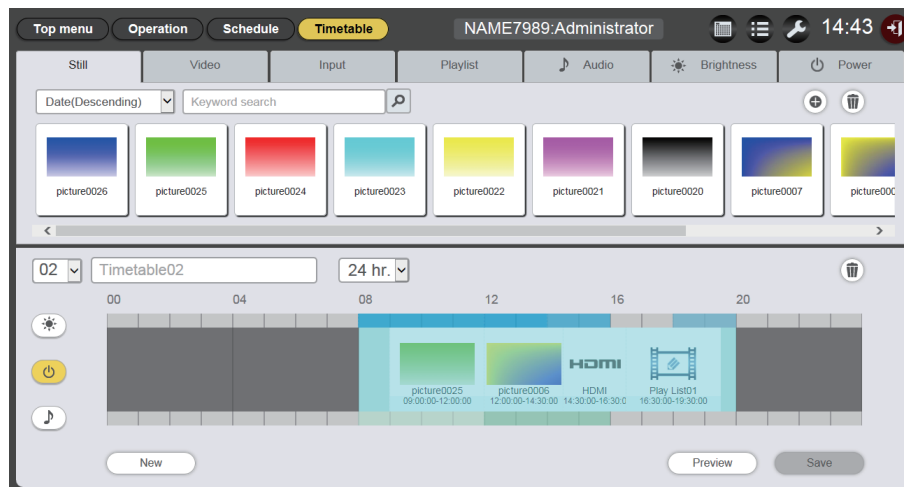 Top menu Operation Schedule Timetable NAME7989:Administrator 14:43
Still Video Input Playlist Audio Brightness Power
Date(Descending) Keyword search
picture0026 picture0025 picture0024 picture0023 picture0022 picture0021 picture0020 picture0007 picture000
02 Timetable02 24 hr.
00 04 08 12 16 20
HDMI
picture0025 picture0006 HDMI Play List01
09:00:00-12:00:00 12:00:00-14:30:00 14:30:00-16:30:0 16:30:00-19:30:00
New Preview Save